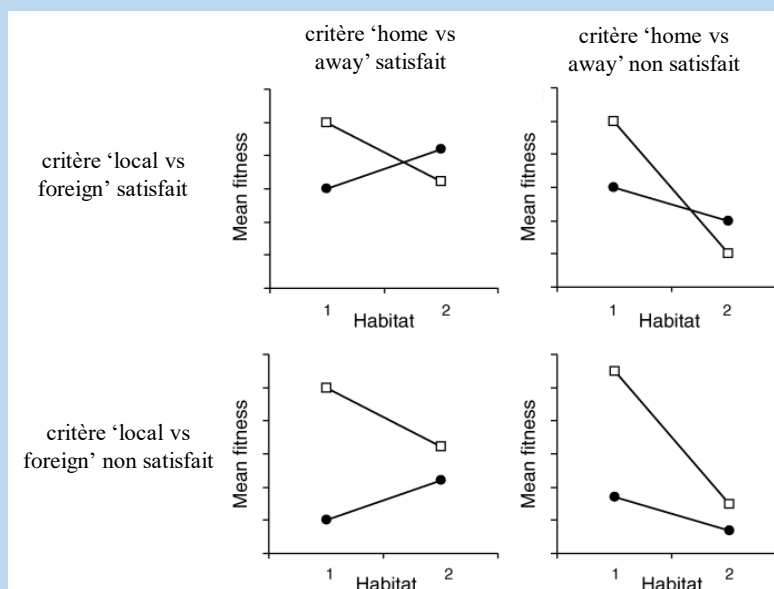 critère ‘home vs
away’ satisfait
critère ‘home vs
away’ non satisfait
critère ‘local vs
foreign’ satisfait
Mean fitness
1 2
Habitat
Mean fitness
1 2
Habitat
critère ‘local vs
foreign’ non satisfait
Mean fitness
1 2
Habitat
Mean fitness
1 2
Habitat